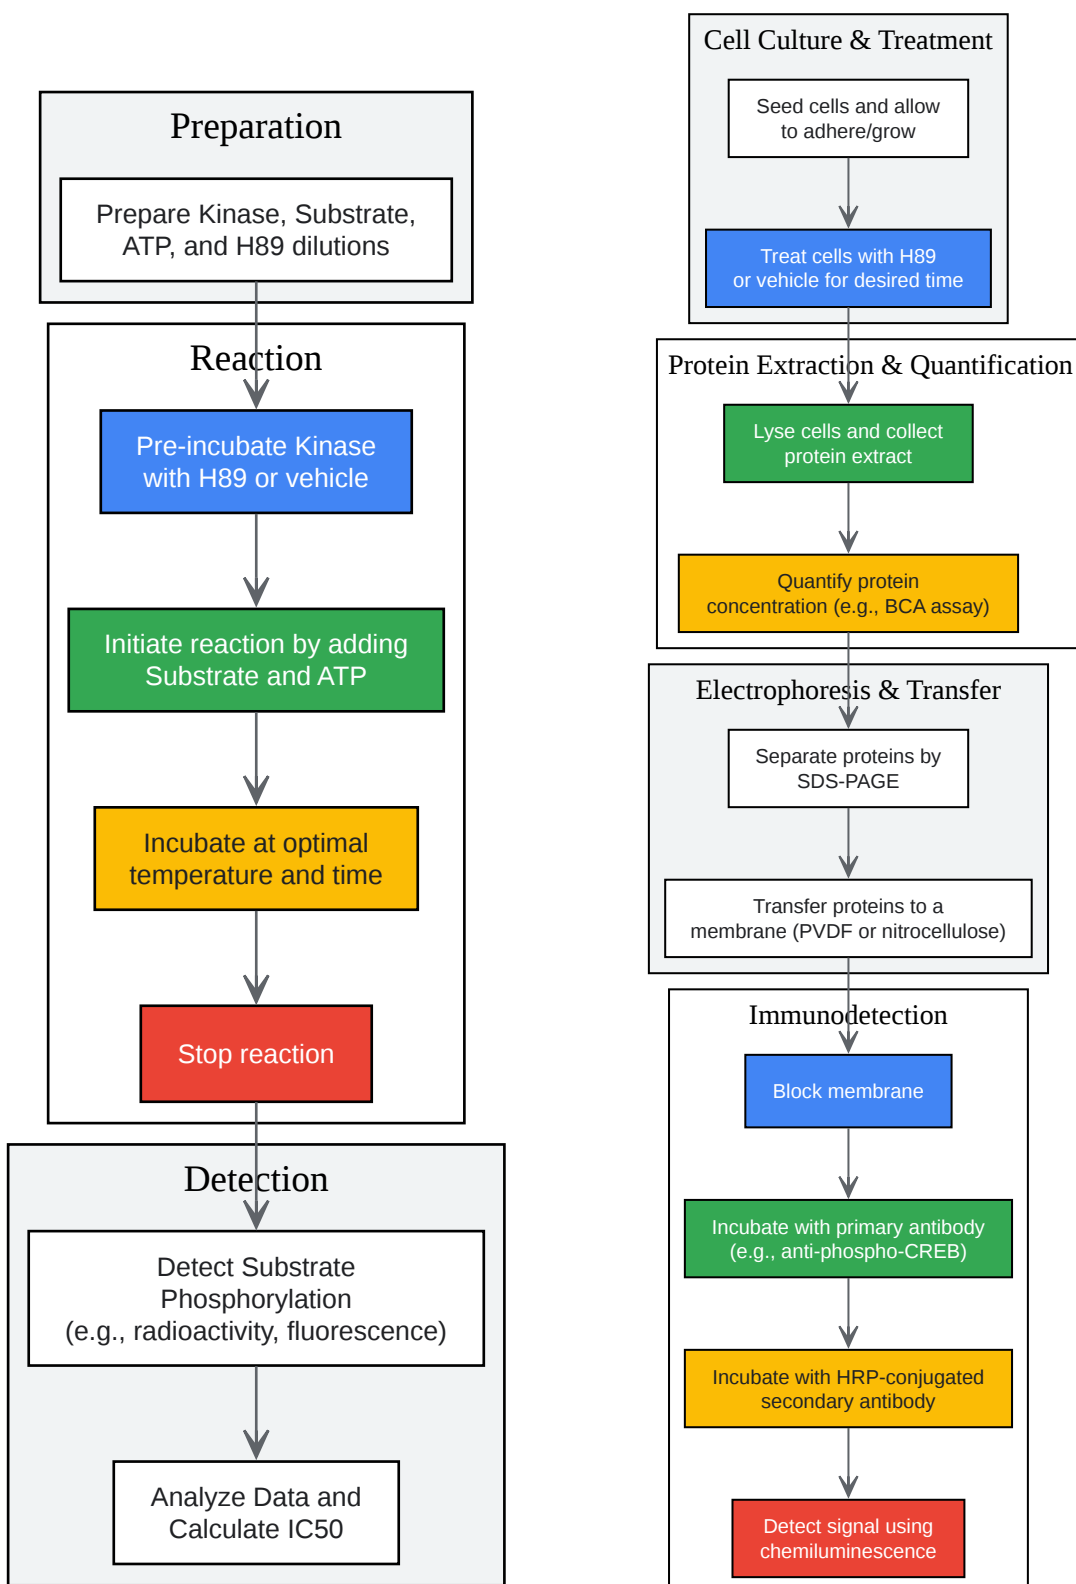 Preparation
Prepare Kinase, Substrate,
ATP, and H89 dilutions
Reaction
Pre-incubate Kinase
with H89 or vehicle
Initiate reaction by adding
Substrate and ATP
Incubate at optimal
temperature and time
Stop reaction
Detection
Detect Substrate
Phosphorylation
(e.g., radioactivity, fluorescence)
Analyze Data and
Calculate IC50
Cell Culture & Treatment
Seed cells and allow
to adhere/grow
Treat cells with H89
or vehicle for desired time
Protein Extraction & Quantification
Lyse cells and collect
protein extract
Quantify protein
concentration (e.g., BCA assay)
Electrophoresis & Transfer
Separate proteins by
SDS-PAGE
Transfer proteins to a
membrane (PVDF or nitrocellulose)
Immunodetection
Block membrane
Incubate with primary antibody
(e.g., anti-phospho-CREB)
Incubate with HRP-conjugated
secondary antibody
Detect signal using
chemiluminescence